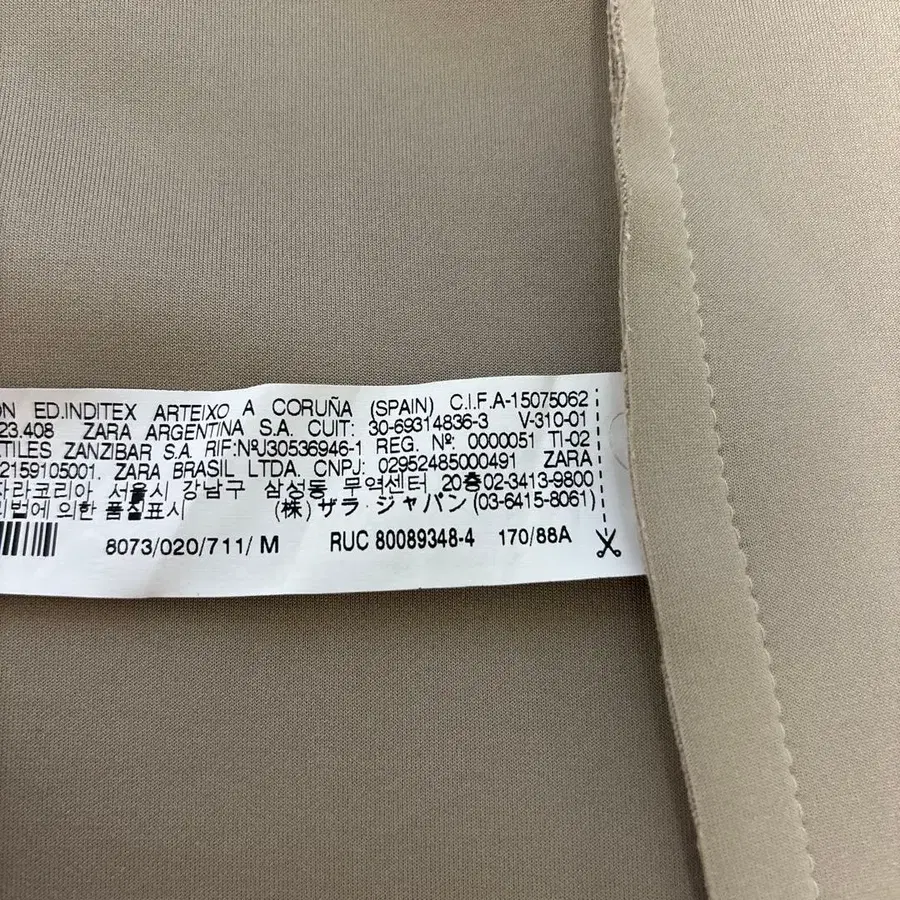 ON ED.INDITEX ARTEIXO A CORUÑA (SPAIN) C.I.F.A-15075062
23.408 ZARA ARGENTINA S.A. CUIT: 30-69314836-3 V-310-01
TILES ZANZIBAR S.A. RIF:NºJ30536946-1 REG. Nº: 0000051 TI-02
2159105001. ZARA BRASIL LTDA. CNPJ: 02952485000491 ZARA
자라코리아 서울시 강남구 삼성동 무역센터 20층02-3413-9800
리법에 의한 품질표시 (株) ザラ・ジャパン (03-6415-8061)
8073/020/711/ M RUC 80089348-4 170/88A